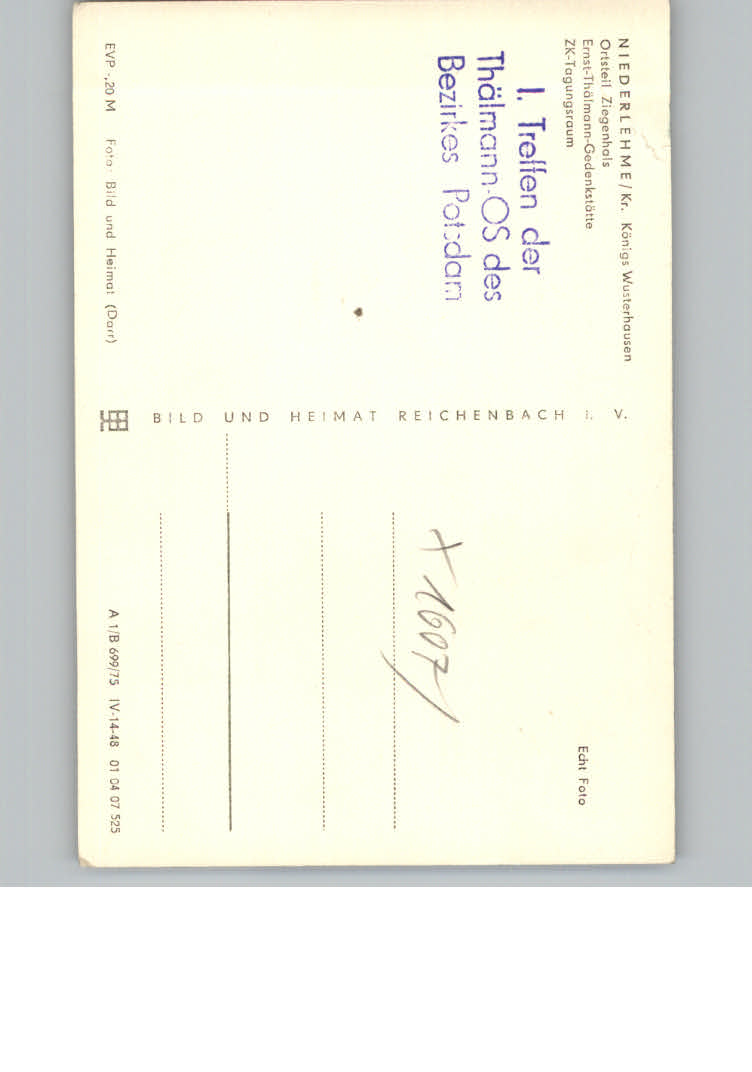 NIEDERLEHME/Kr. Königs Wusterhausen
Ortsteil Ziegenhals
Ernst-Thälmann-Gedenkstätte
ZK-Tagungsraum
I. Treffen der
Thälmann-OS des
Bezirkes Potsdam
EVP -,20 M Foto: Bild und Heimat (Darr)
BILD UND HEIMAT REICHENBACH i. V.
Echt Foto
X 1607
A 1/B 699/75 IV-14-48 01 04 07 525